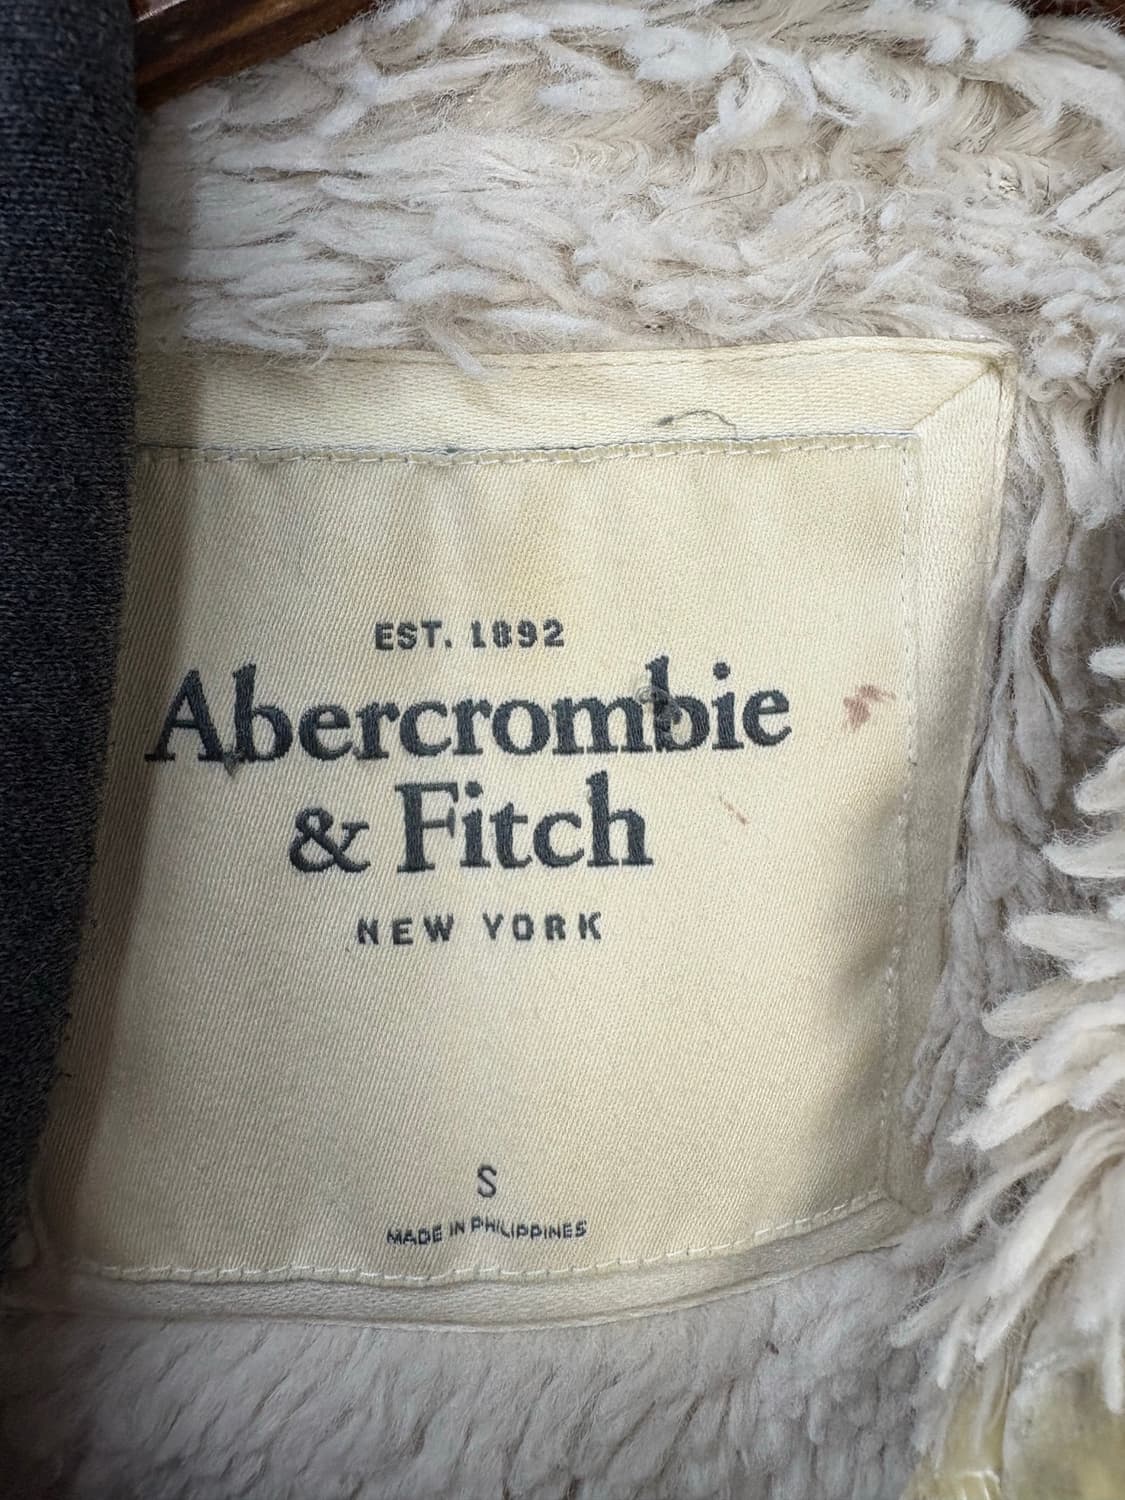 EST. 1892
Abercrombie
& Fitch
NEW YORK
S
MADE IN PHILIPPINES